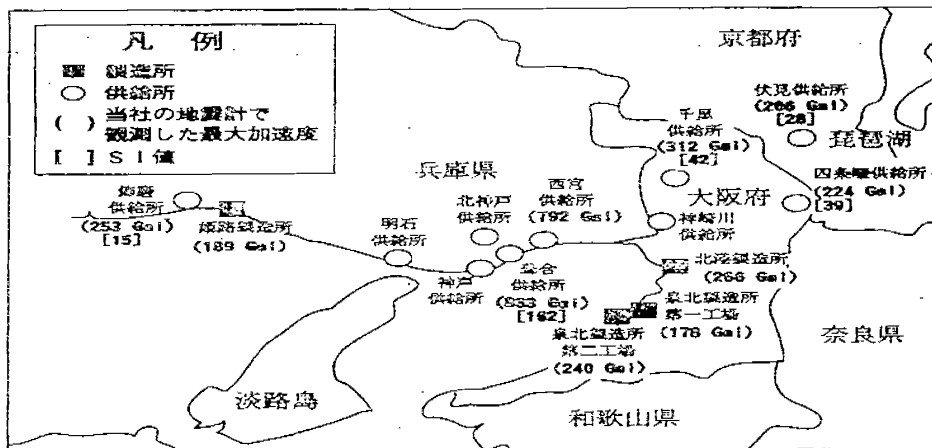 凡 例
製造所
供給所
( ) 当社の地震計で
観測した最大加速度
[ ] SI値
京都府
伏見供給所
(206 Gal)
[28]
琵琶湖
千里
供給所
(312 Gal)
[42]
四条畷供給所
(224 Gal)
[39]
兵庫県
大阪府
西宮
供給所
(792 Gal)
北神戸
供給所
神崎川
供給所
供給所
(253 Gal)
[15]
姫路製造所
(189 Gal)
明石
供給所
神戸
供給所
葺合
供給所
(833 Gal)
[162]
北港製造所
(266 Gal)
泉北製造所
第一工場
(178 Gal)
泉北製造所
第二工場
(240 Gal)
奈良県
淡路島
和歌山県